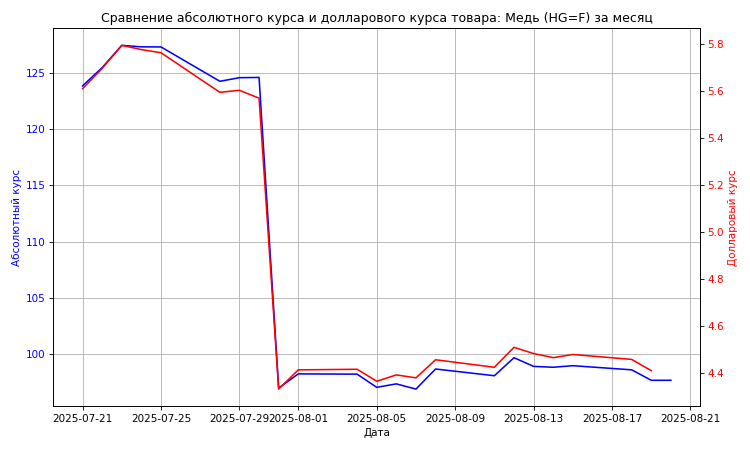 Сравнение абсолютного курса и долларового курса товара: Медь (HG=F) за месяц
125
120
115
110
105
100
Абсолютный курс
5.8
5.6
5.4
5.2
5.0
4.8
4.6
4.4
Долларовый курс
2025-07-21 2025-07-25 2025-07-29 2025-08-01 2025-08-05 2025-08-09 2025-08-13 2025-08-17 2025-08-21
Дата